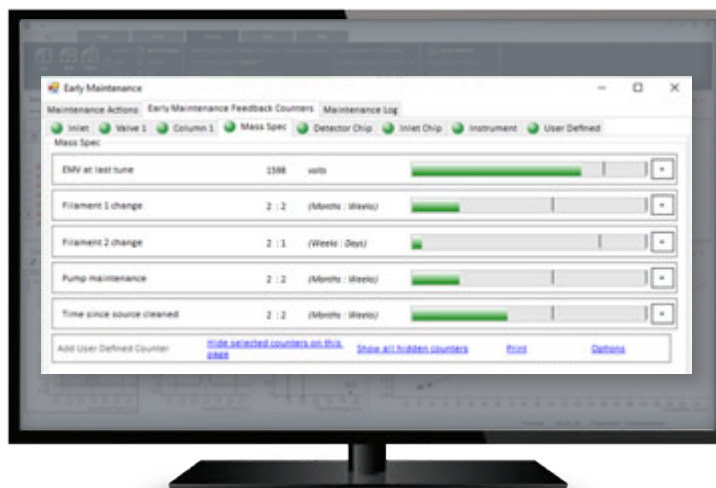 Early Maintenance
Maintenance Actions Early Maintenance Feedback Counters Maintenance Log
Inlet Valve 1 Column 1 Mass Spec Detector Chip Inlet Chip Instrument User Defined
Mass Spec
EMV at last tune 1598 volts
Filament 1 change 2 : 2 (Months : Weeks)
Filament 2 change 2 : 1 (Weeks : Days)
Pump maintenance 2 : 2 (Months : Weeks)
Time since source cleaned 2 : 2 (Months : Weeks)
Add User Defined Counter Hide selected counters on this page Show all hidden counters Print Options